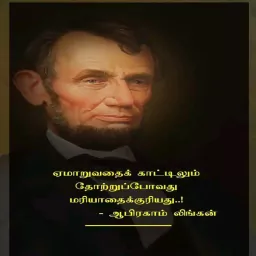 ஏமாறுவதைக் காட்டிலும்
தோற்றுப்போவது
மரியாதைக்குரியது..!
- ஆபிரகாம் லிங்கன்